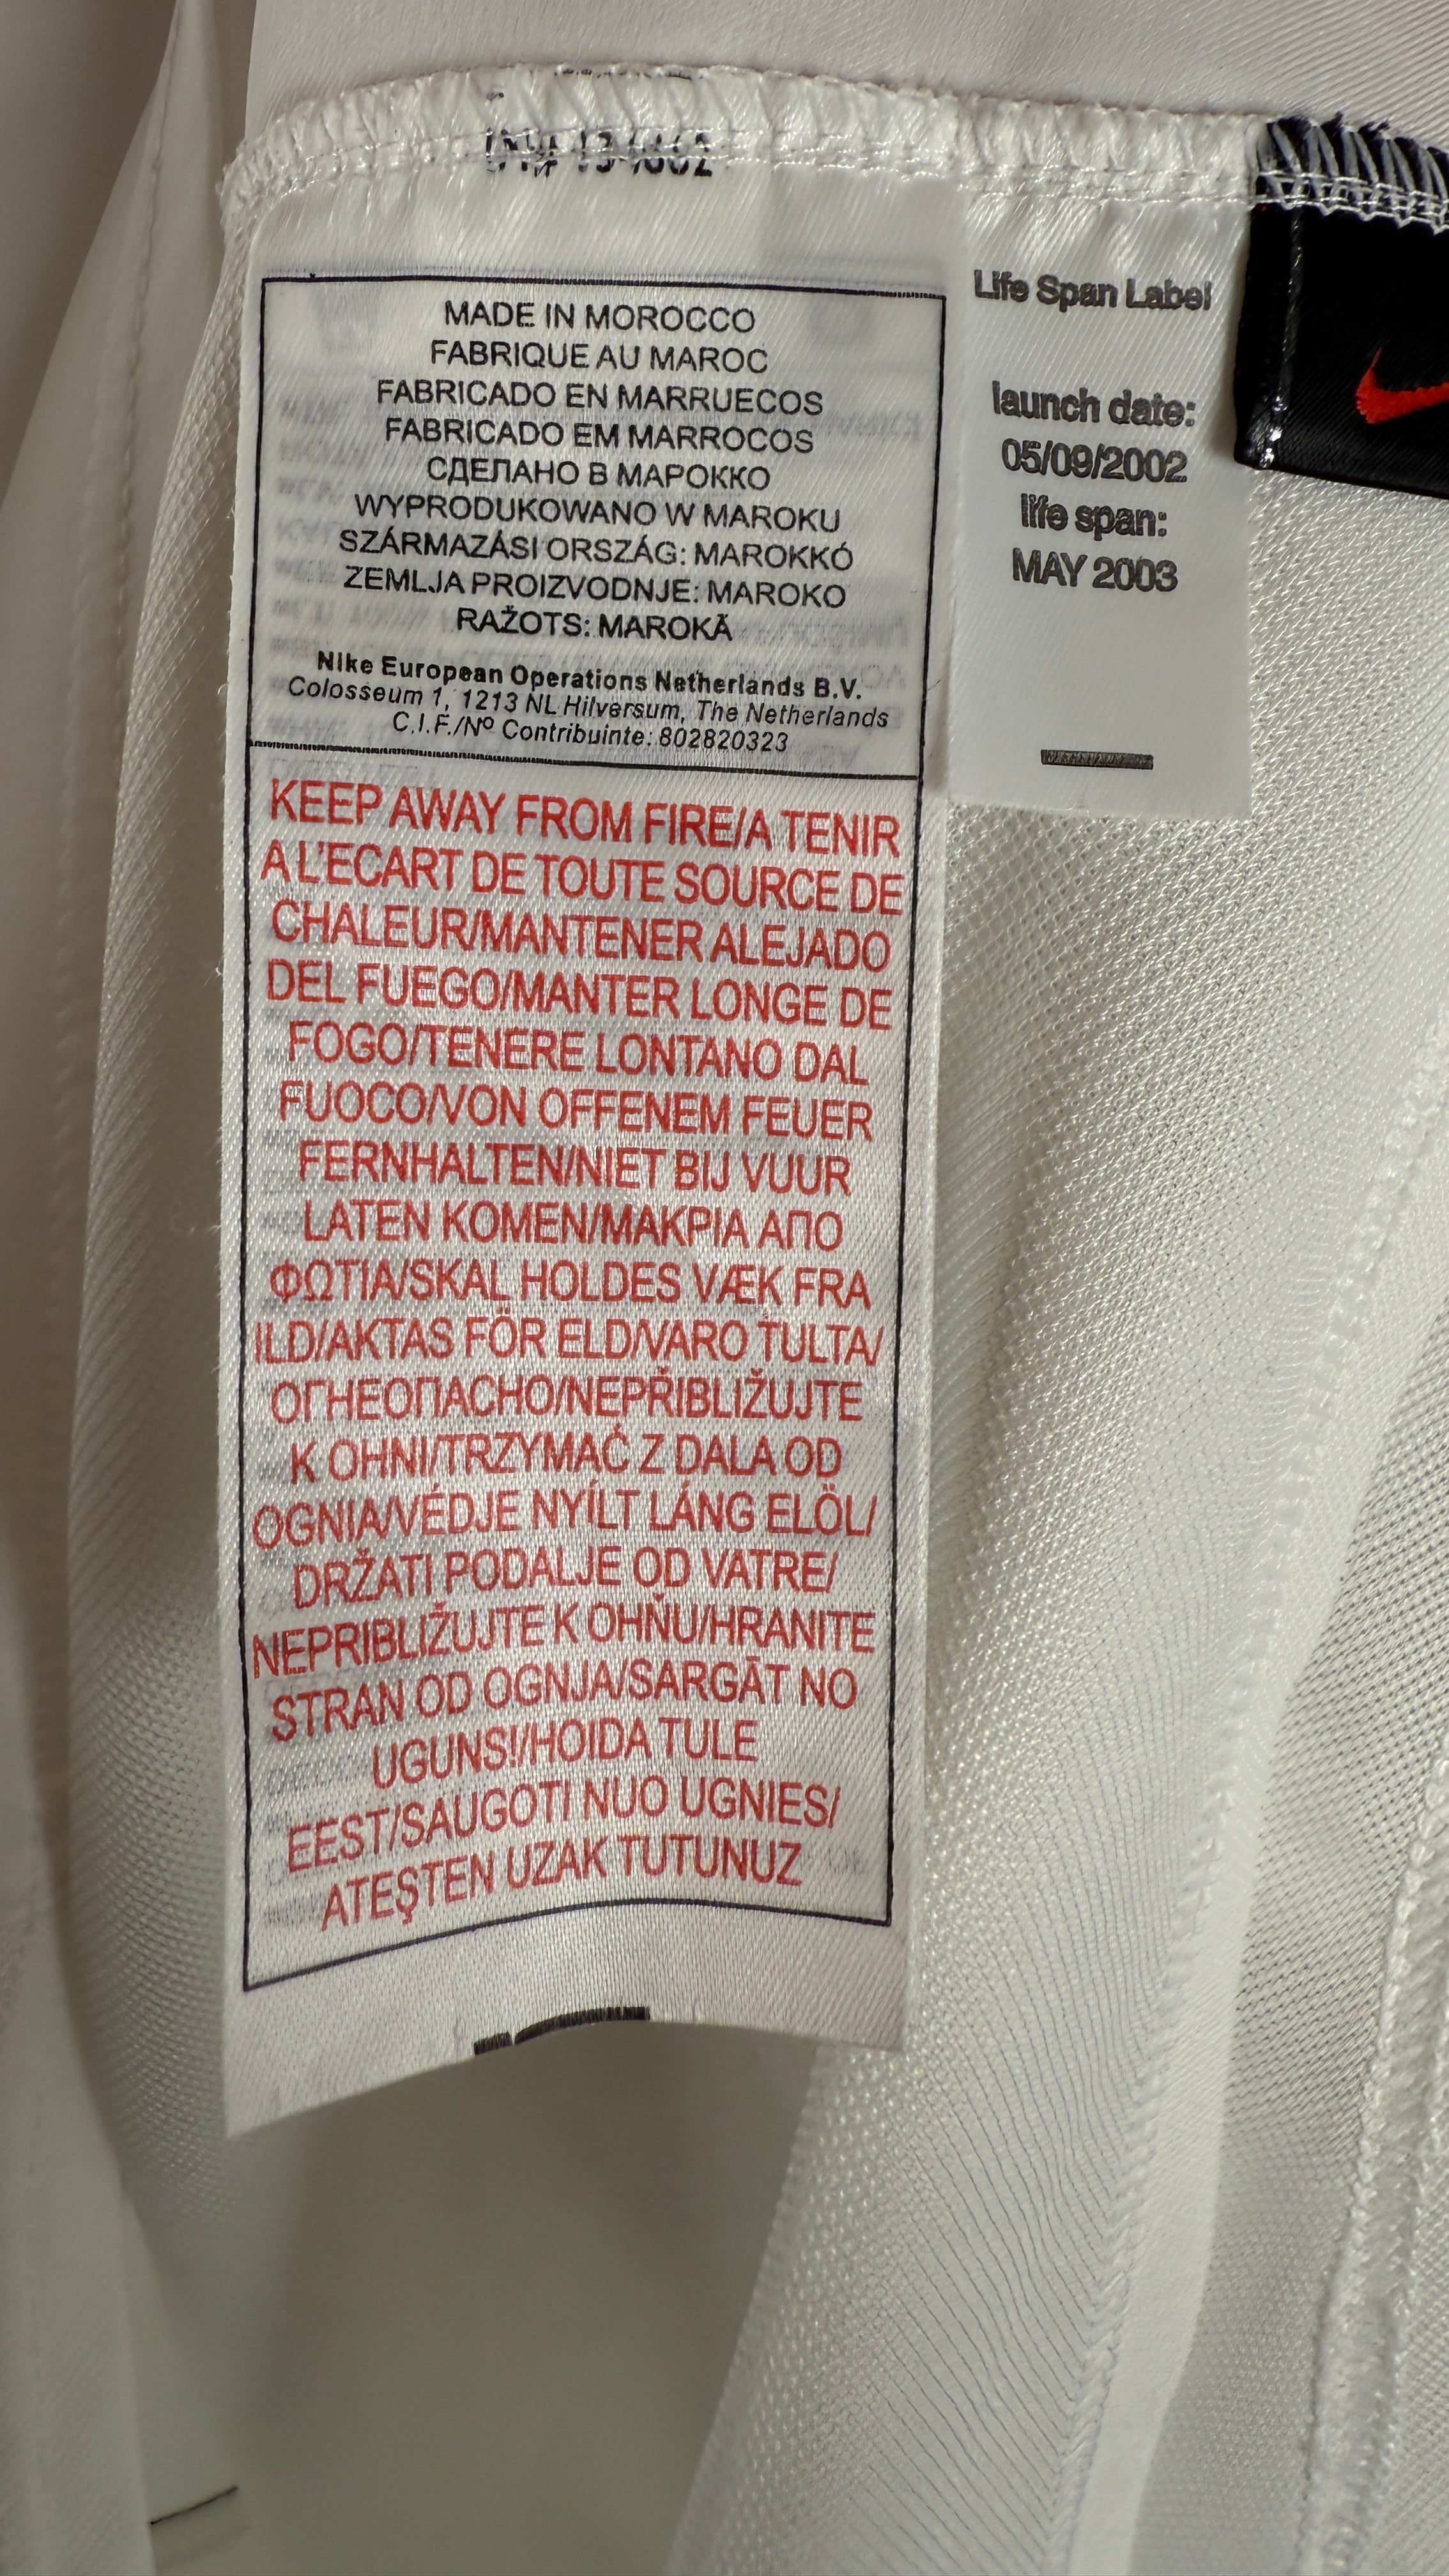 MADE IN MOROCCO
FABRIQUE AU MAROC
FABRICADO EN MARRUECOS
FABRICADO EM MARROCOS
СДЕЛАНО В МАРОККО
WYPRODUKOWANO W MAROKU
SZÁRMAZÁSI ORSZÁG: MAROKKÓ
ZEMLJA PROIZVODNJE: MAROKO
RAŽOTS: MAROKĀ
Nike European Operations Netherlands B.V.
Colosseum 1, 1213 NL Hilversum, The Netherlands
C.I.F./Nº Contribuinte: 802820323
KEEP AWAY FROM FIRE/A TENIR
A L'ECART DE TOUTE SOURCE DE
CHALEUR/MANTENER ALEJADO
DEL FUEGO/MANTER LONGE DE
FOGO/TENERE LONTANO DAL
FUOCO/VON OFFENEM FEUER
FERNHALTEN/NIET BIJ VUUR
LATEN KOMEN/ΜΑΚΡΙΑ ΑΠΟ
ΦΩΤΙΑ/SKAL HOLDES VÆK FRA
ILD/AKTAS FÖR ELD/VARO TULTA/
ОГНЕОПАСНО/NEPŘIBLIŽUJTE
K OHNI/TRZYMAĆ Z DALA OD
OGNIA/VÉDJE NYÍLT LÁNG ELÖL/
DRŽATI PODALJE OD VATRE/
NEPRIBLIŽUJTE K OHŇU/HRANITE
STRAN OD OGNJA/SARGĀT NO
UGUNS!/HOIDA TULE
EEST/SAUGOTI NUO UGNIES/
ATEŞTEN UZAK TUTUNUZ
Life Span Label
launch date:
05/09/2002
life span:
MAY 2003